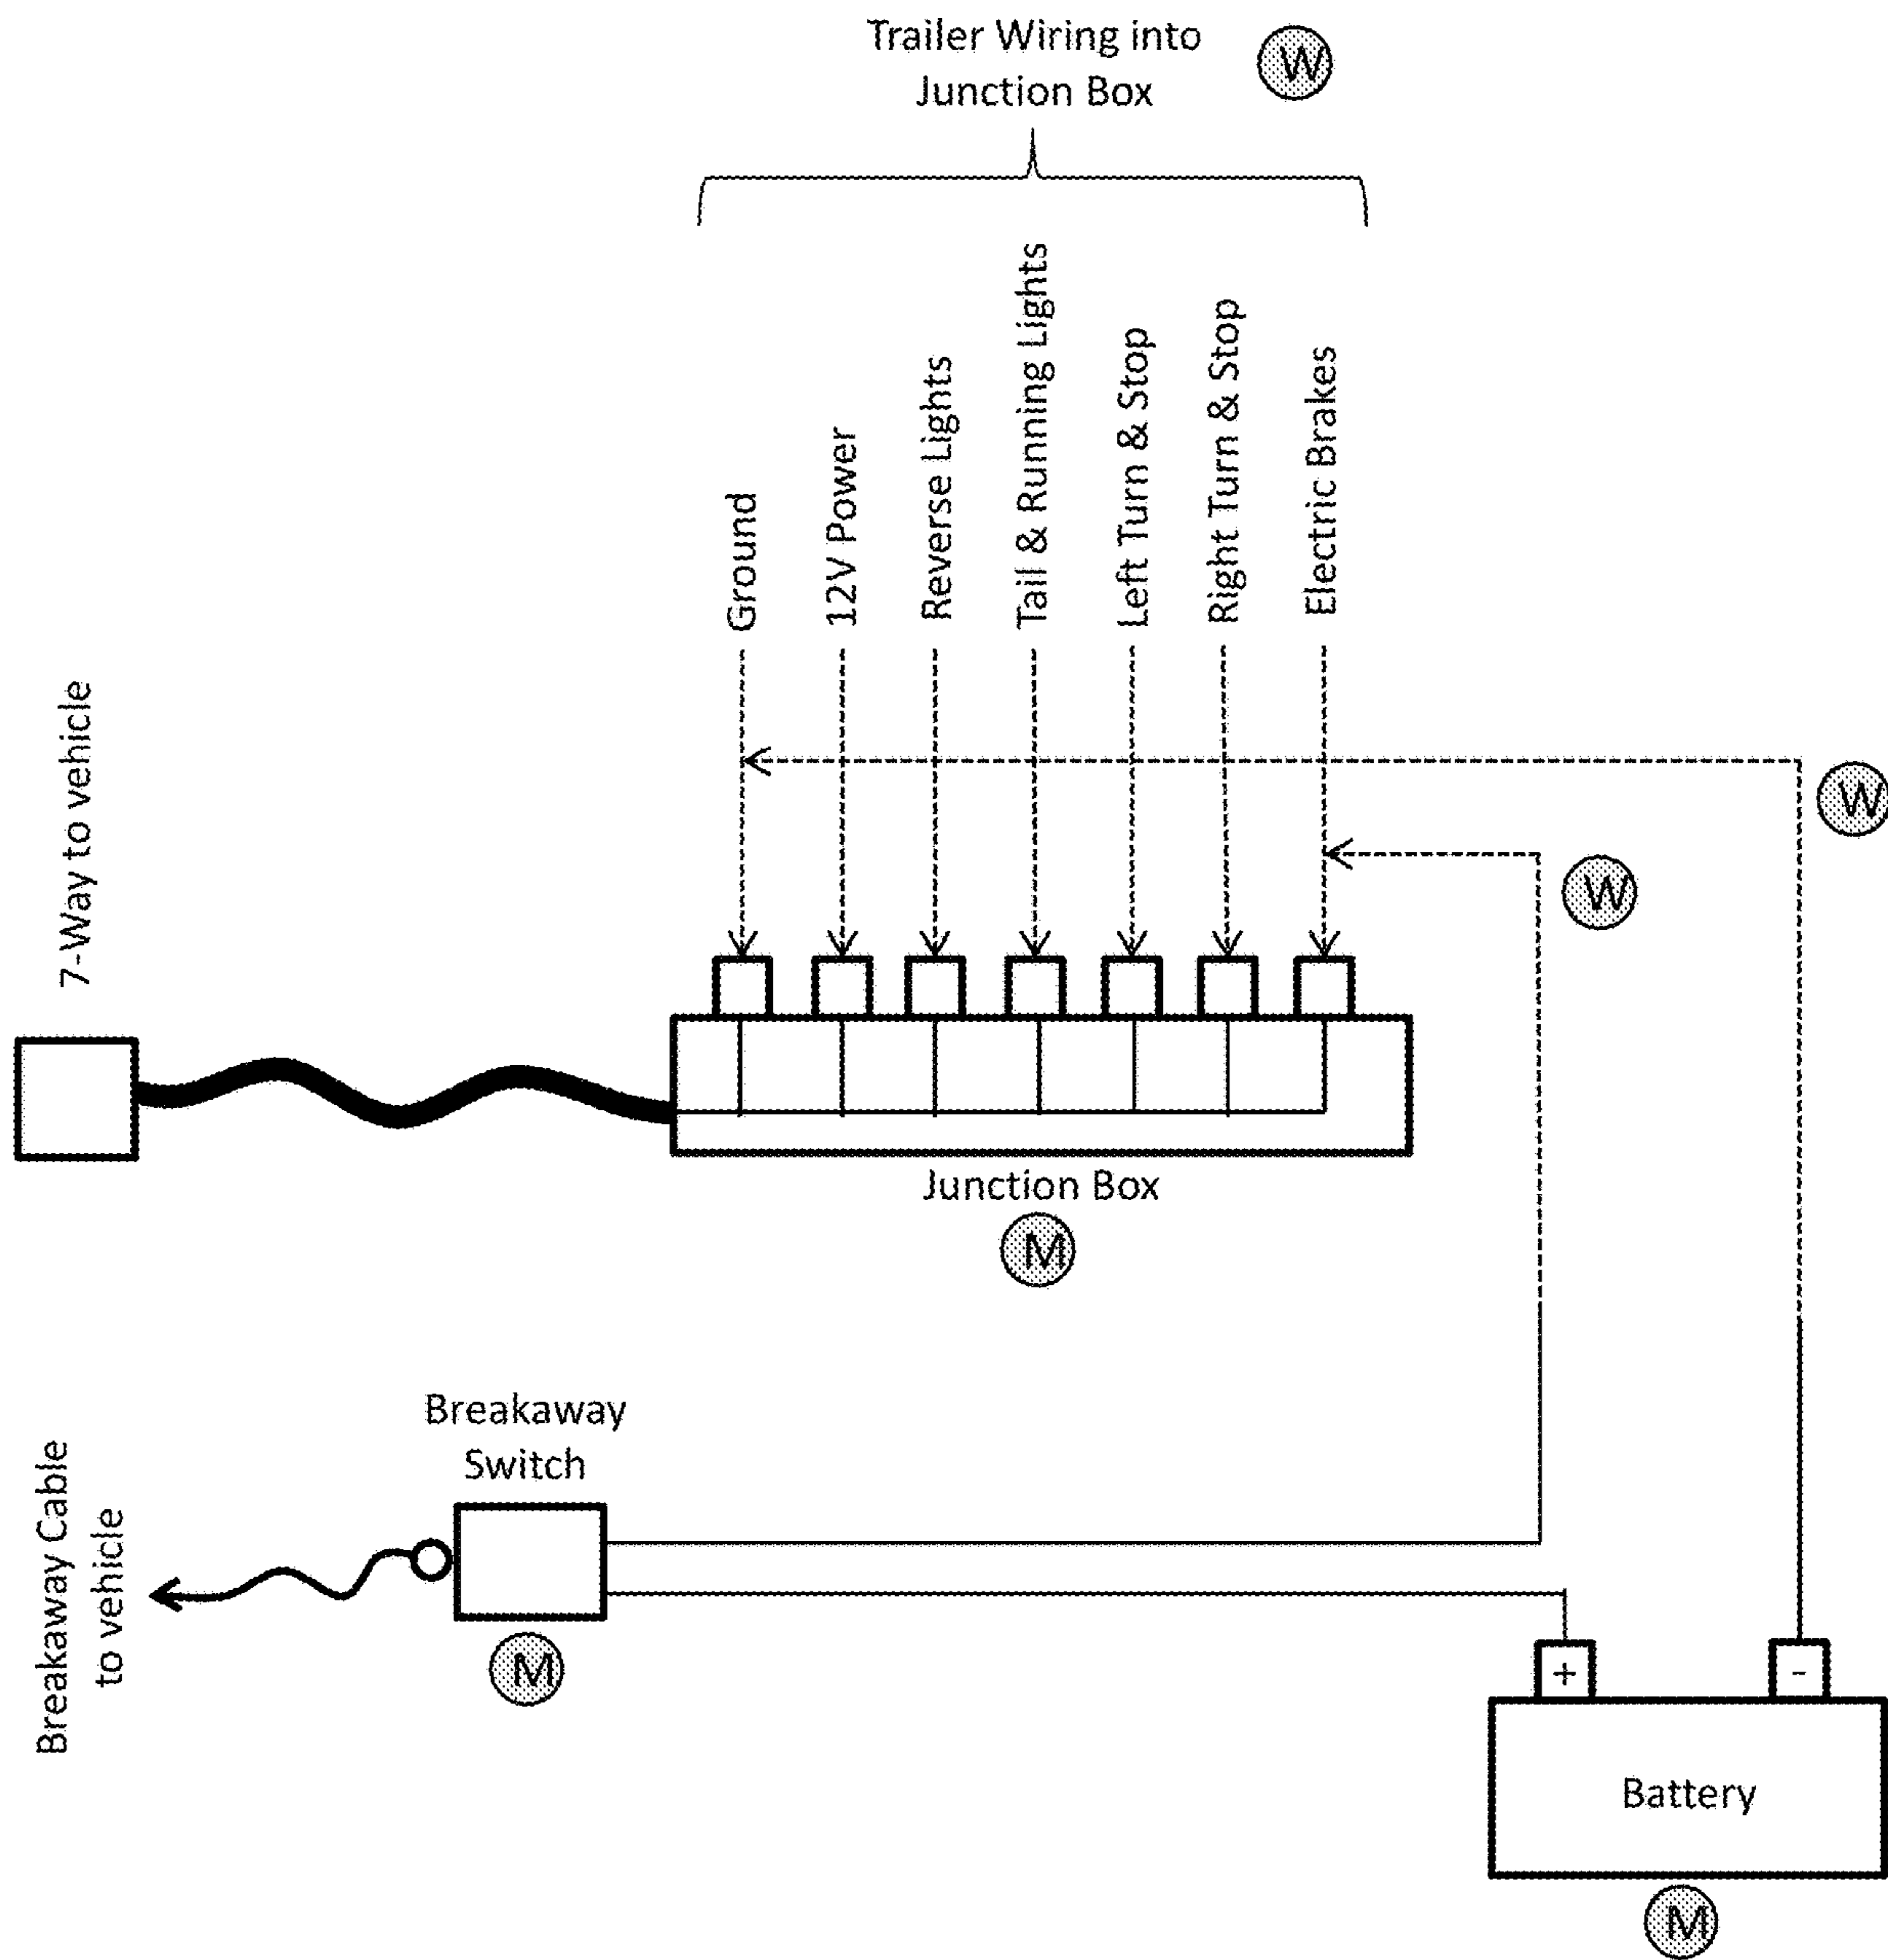 Trailer Wiring into
Junction Box
W
Ground
12V Power
Reverse Lights
Tail & Running Lights
Left Turn & Stop
Right Turn & Stop
Electric Brakes
7-Way to vehicle
W
W
Junction Box
M
Breakaway
Switch
Breakaway Cable
to vehicle
M
+
-
Battery
M